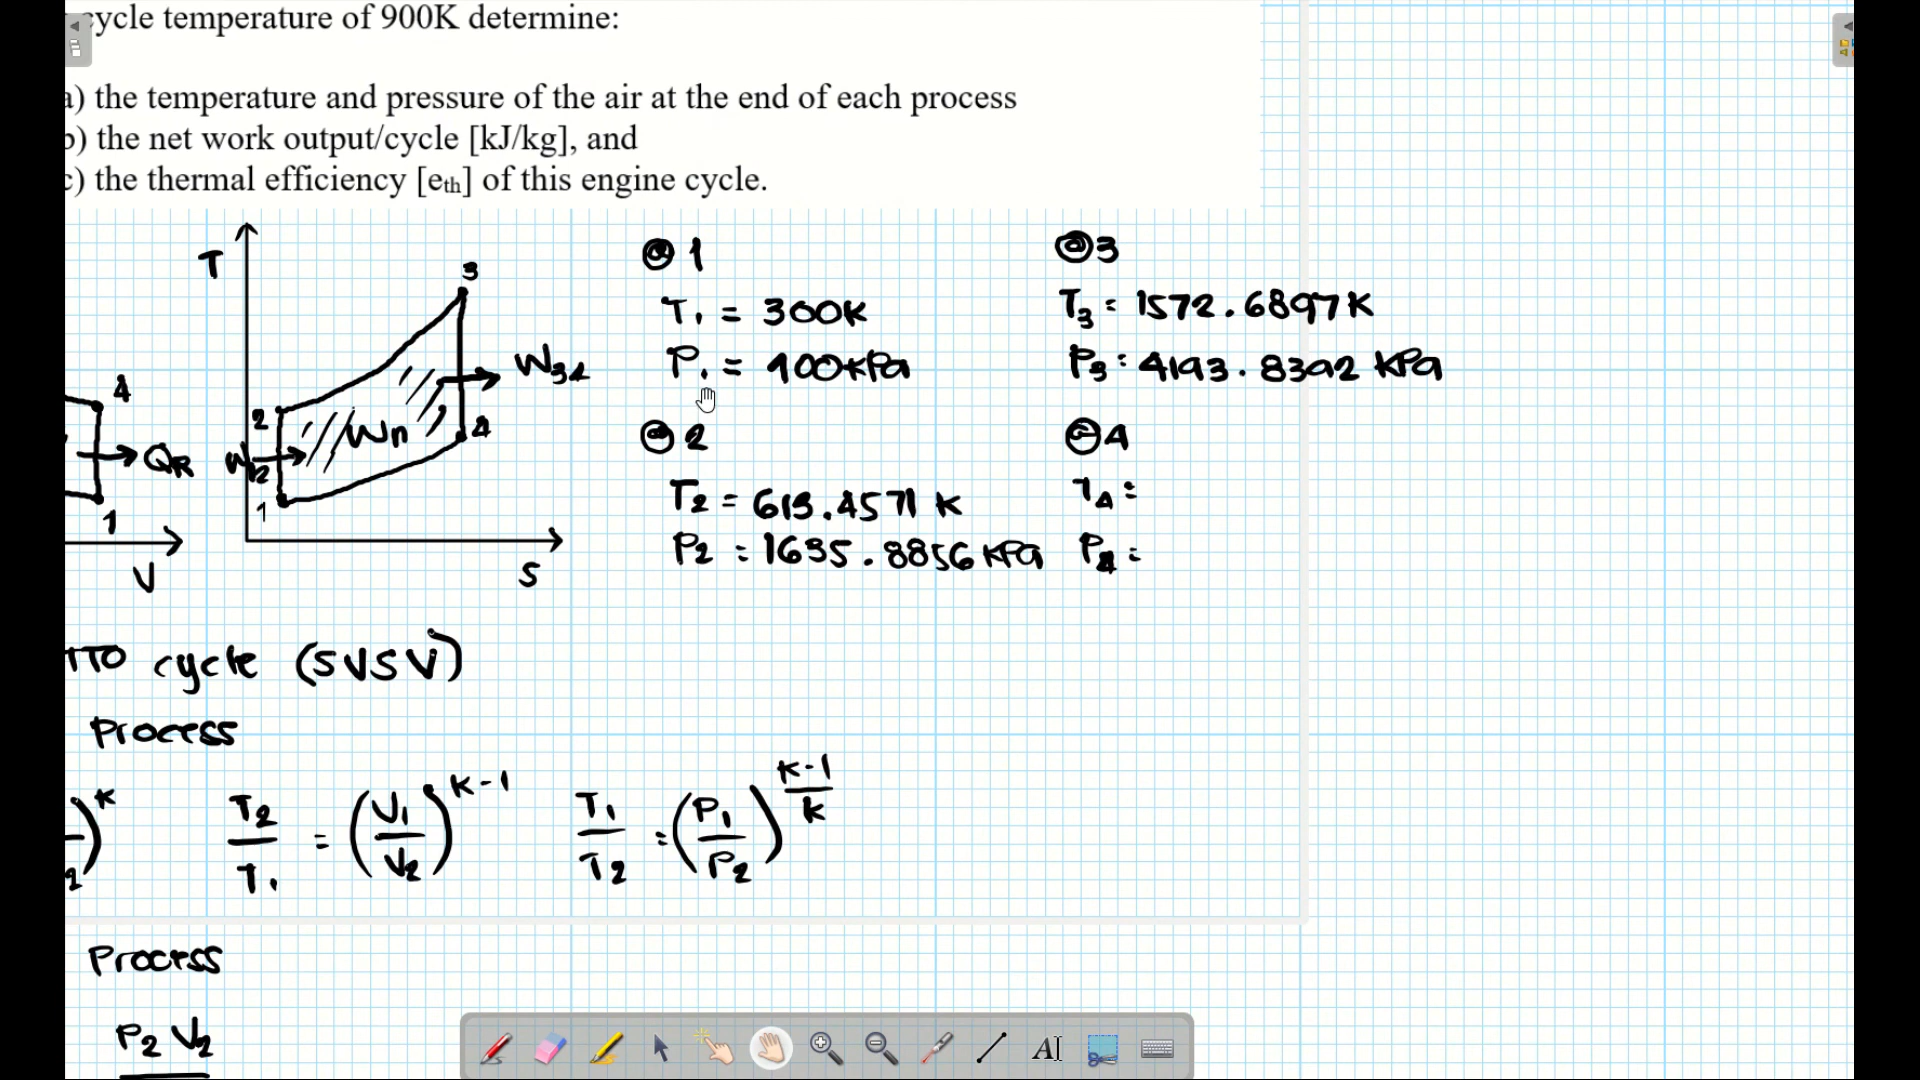 cycle temperature of 900K determine:
a) the temperature and pressure of the air at the end of each process
b) the net work output/cycle [kJ/kg], and
c) the thermal efficiency [eth] of this engine cycle.
T
3
2
4
1
S
W34
Wn
W12
4
QR
1
V
@ 1
T1 = 300K
P1 = 100kPa
@ 2
T2 = 613.4571 K
P2 = 1635.8856 kPa
@3
T3 = 1572.6897K
P3 = 4193.8392 kPa
@4
T4 =
P4 =
TTO cycle (SVSV)
Process
)^k
T2/T1 = (V1/V2)^k-1
T1/T2 = (P1/P2)^k-1/k
Process
P2 V2
AI